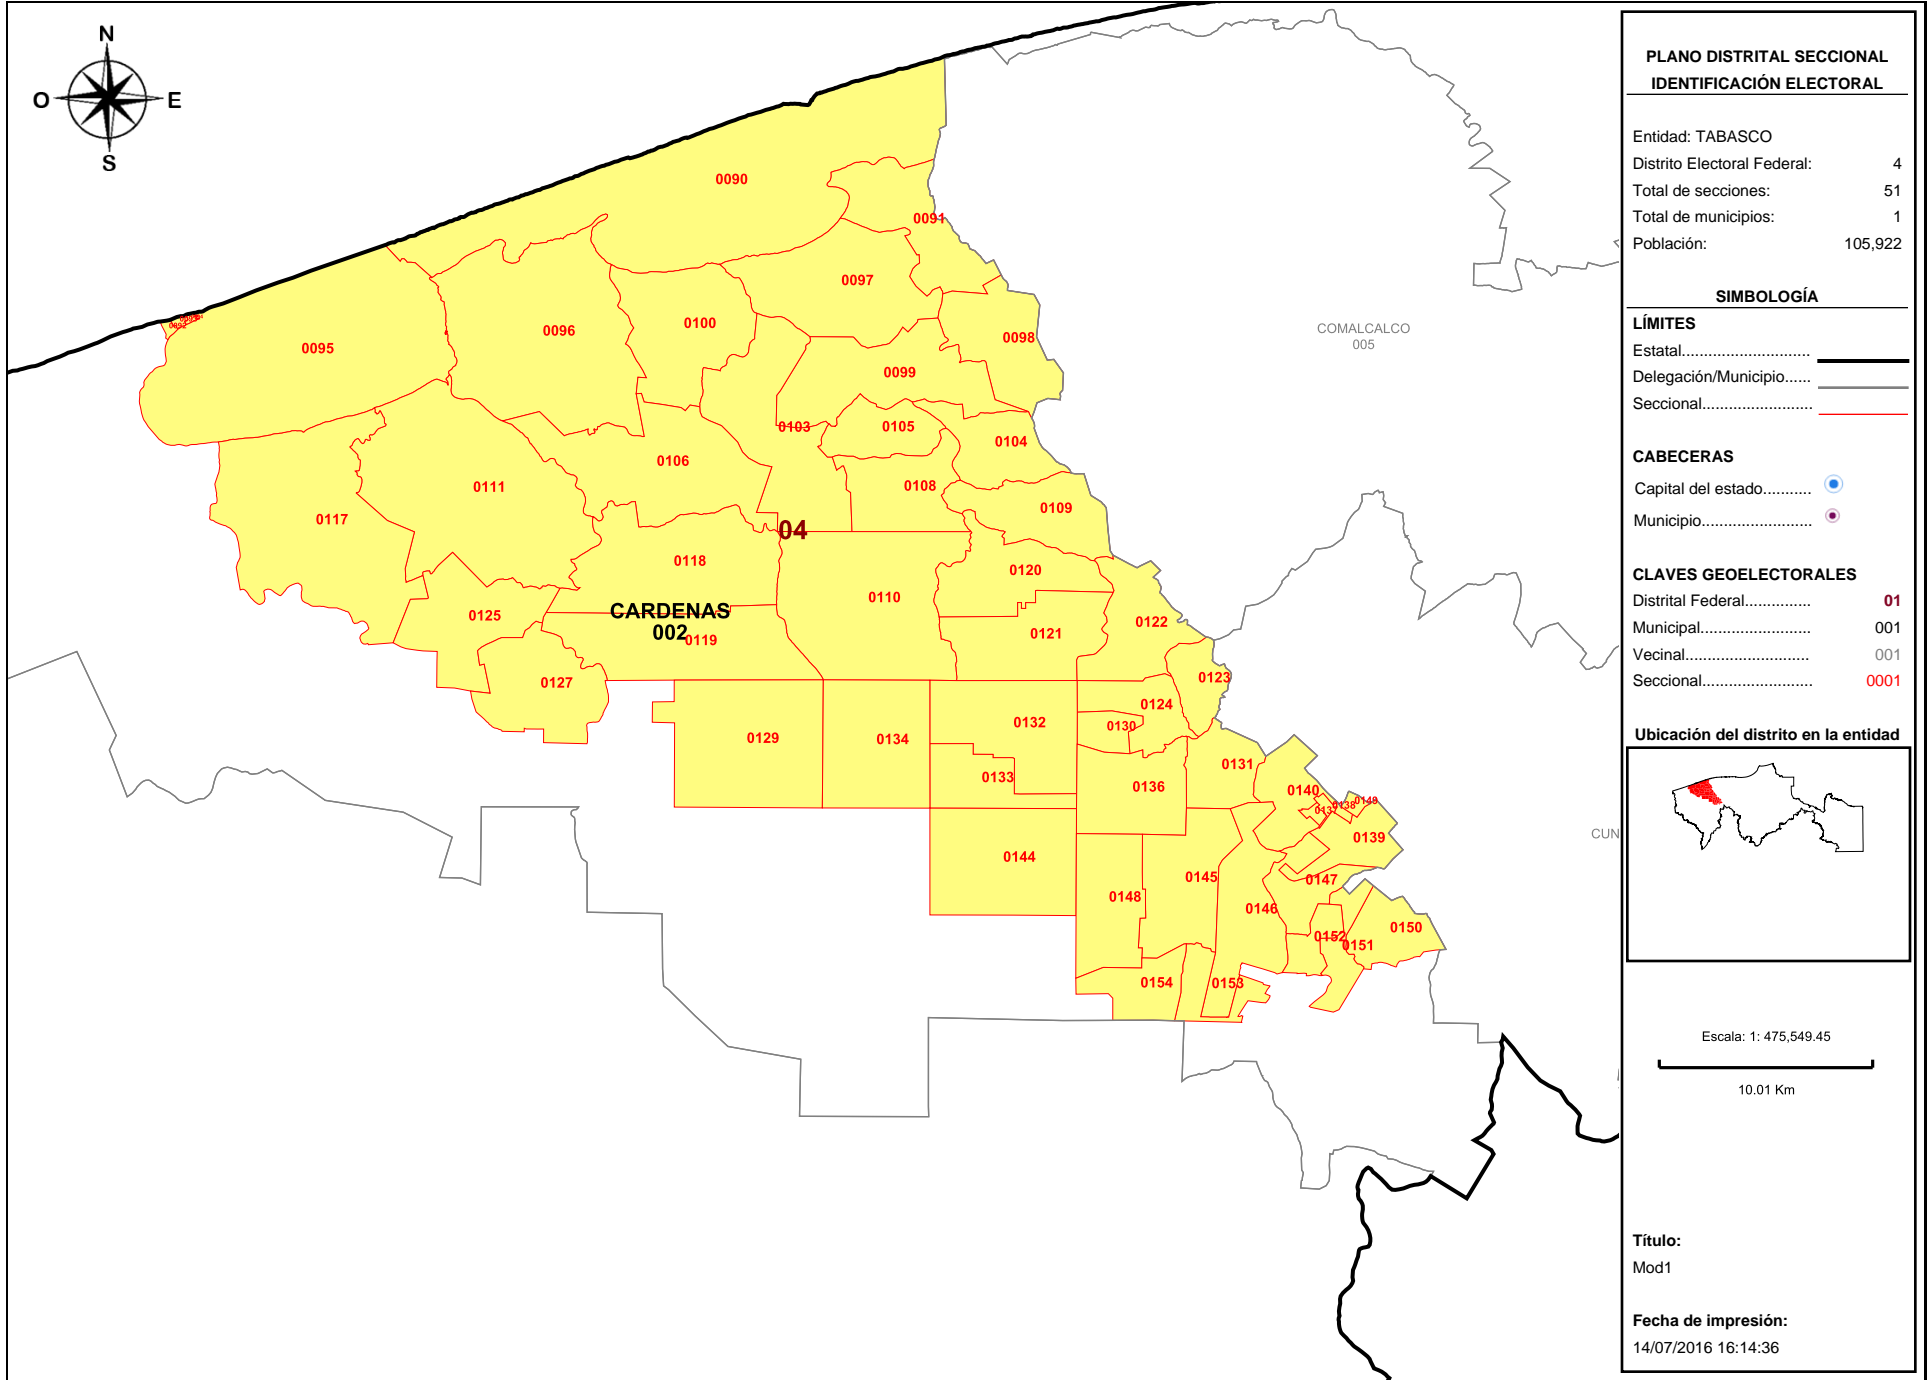 N
O
E
S
0090
0091
0097
0092
0096
0100
0095
0098
0099
0103
0105
0104
0106
0111
0108
0109
0117
04
0118
0120
0110
CARDENAS
002
0119
0125
0121
0122
0127
0123
0124
0132
0130
0129
0134
0133
0131
0136
0140
0137
0138
0149
0139
0144
0145
0147
0148
0146
0150
0152
0151
0154
0153
COMALCALCO
005
CUN
PLANO DISTRITAL SECCIONAL
IDENTIFICACIÓN ELECTORAL
Entidad: TABASCO
Distrito Electoral Federal: 4
Total de secciones: 51
Total de municipios: 1
Población: 105,922
SIMBOLOGÍA
LÍMITES
Estatal............................
Delegación/Municipio......
Seccional........................
CABECERAS
Capital del estado...........
Municipio........................
CLAVES GEOELECTORALES
Distrital Federal............... 01
Municipal........................ 001
Vecinal........................... 001
Seccional........................ 0001
Ubicación del distrito en la entidad
Escala: 1: 475,549.45
10.01 Km
Título:
Mod1
Fecha de impresión:
14/07/2016 16:14:36